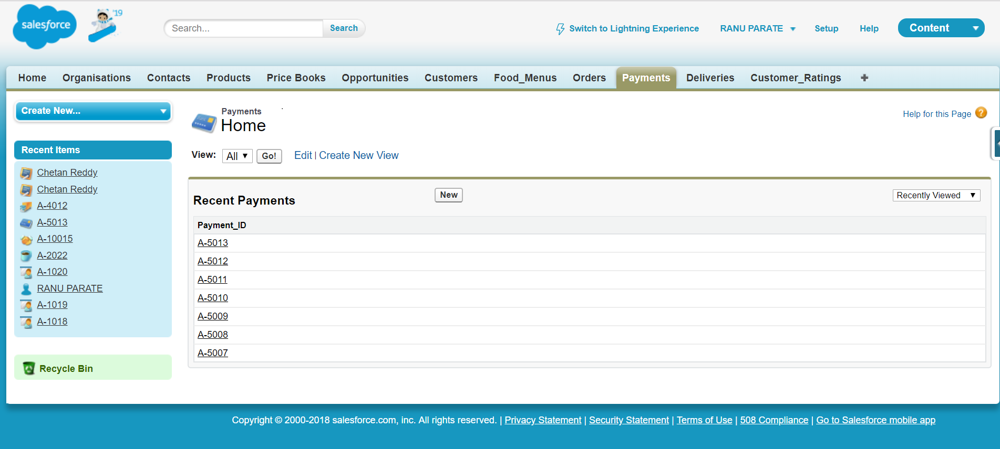 salesforce
'19
Search...
Search
Switch to Lightning Experience
RANU PARATE
Setup
Help
Content
Home
Organisations
Contacts
Products
Price Books
Opportunities
Customers
Food_Menus
Orders
Payments
Deliveries
Customer_Ratings
+
Create New...
Recent Items
Chetan Reddy
Chetan Reddy
A-4012
A-5013
A-10015
A-2022
A-1020
RANU PARATE
A-1019
A-1018
Recycle Bin
Payments
Home
Help for this Page
?
View:
All
Go!
Edit | Create New View
Recent Payments
New
Recently Viewed
Payment_ID
A-5013
A-5012
A-5011
A-5010
A-5009
A-5008
A-5007
Copyright © 2000-2018 salesforce.com, inc. All rights reserved. | Privacy Statement | Security Statement | Terms of Use | 508 Compliance | Go to Salesforce mobile app